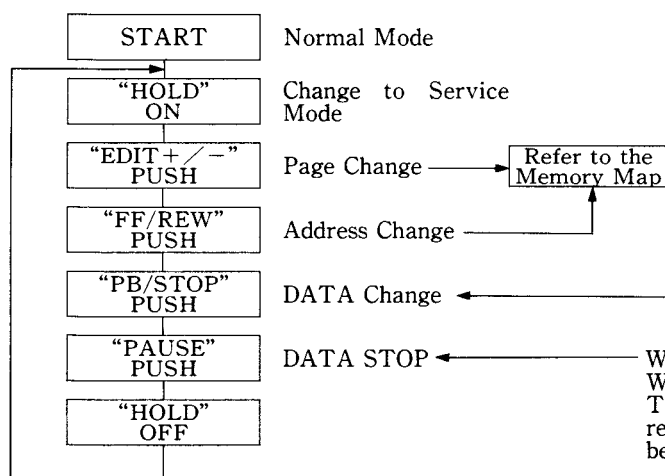 START Normal Mode
“HOLD” Change to Service
ON Mode
“EDIT+／−” Page Change Refer to the
PUSH Memory Map
“FF/REW” Address Change
PUSH
“PB/STOP” DATA Change
PUSH
“PAUSE” DATA STOP
PUSH
“HOLD”
OFF